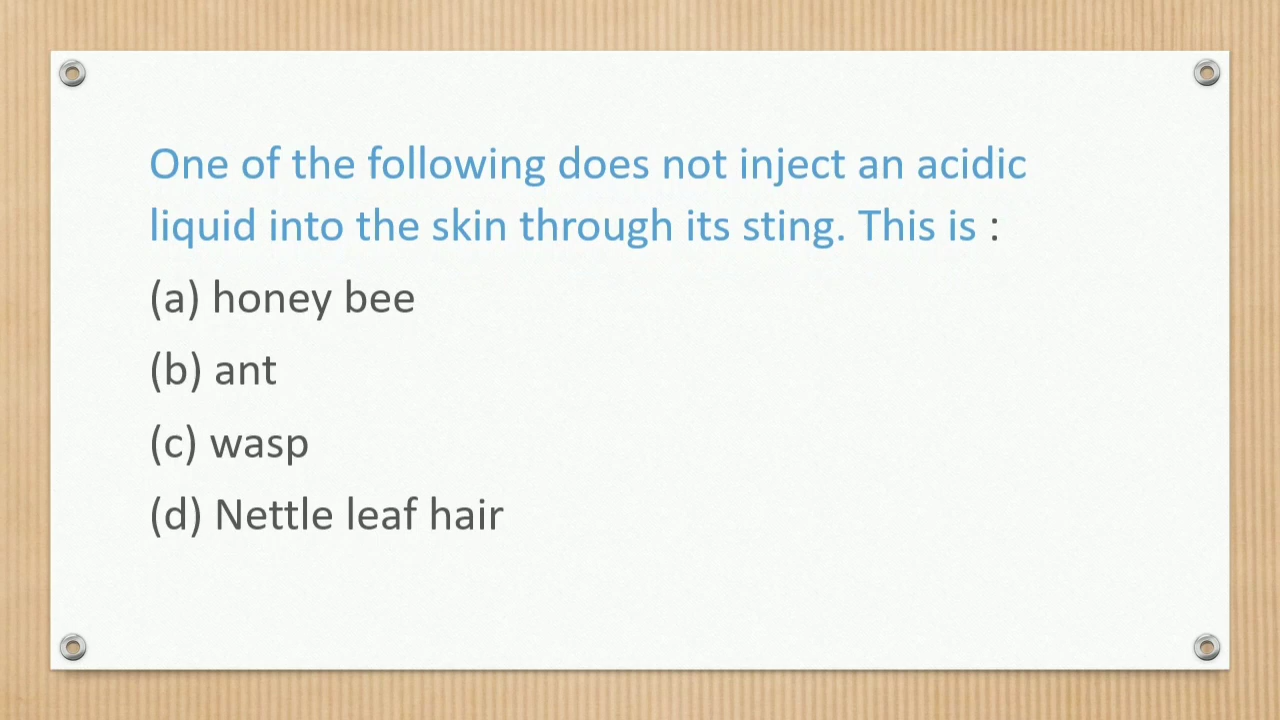 One of the following does not inject an acidic
liquid into the skin through its sting. This is :
(a) honey bee
(b) ant
(c) wasp
(d) Nettle leaf hair